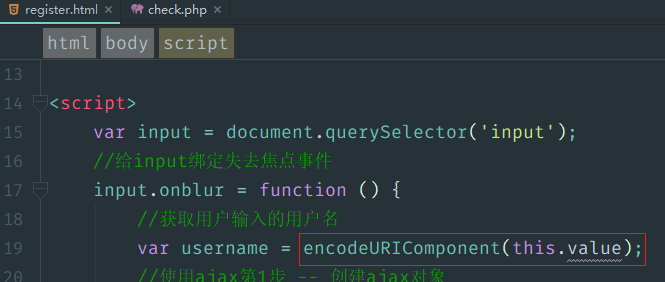 register.html × check.php ×
html body script
13
14 <script>
15 var input = document.querySelector('input');
16 //给input绑定失去焦点事件
17 input.onblur = function () {
18 //获取用户输入的用户名
19 var username = encodeURIComponent(this.value);
20 //使用ajax第1步 -- 创建ajax对象